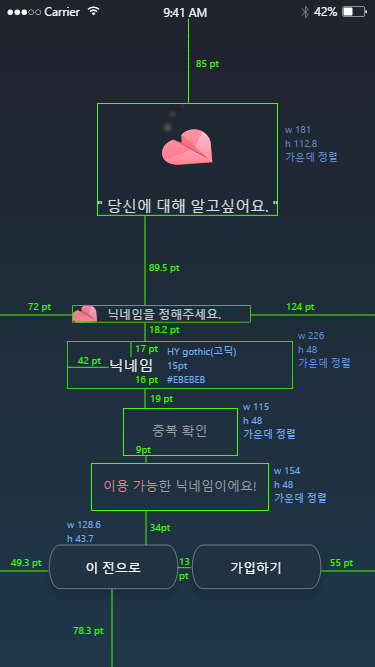 Carrier 9:41 AM 42%
85 pt
w 181
h 112.8
가운데 정렬
" 당신에 대해 알고싶어요. "
89.5 pt
72 pt
124 pt
닉네임을 정해주세요.
18.2 pt
w 226
h 48
가운데 정렬
17 pt
HY gothic(고딕)
42 pt
닉네임
15pt
16 pt
#EBEBEB
19 pt
w 115
h 48
가운데 정렬
중복 확인
9pt
w 154
h 48
가운데 정렬
이용 가능한 닉네임이에요!
34pt
w 128.6
h 43.7
49.3 pt
이 전으로
13
pt
가입하기
55 pt
78.3 pt